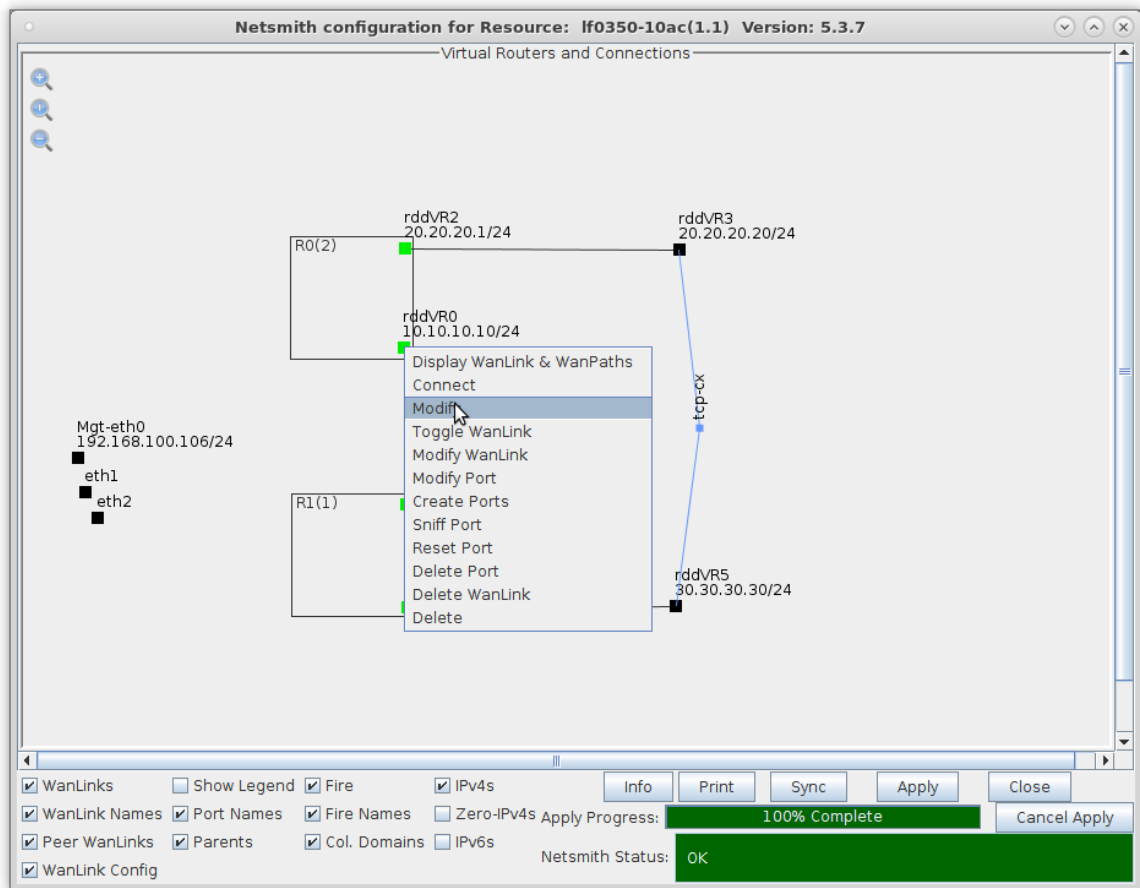 Netsmith configuration for Resource:  lf0350-10ac(1.1)  Version: 5.3.7
Virtual Routers and Connections
rddVR2
20.20.20.1/24
rddVR3
20.20.20.20/24
R0(2)
rddVR0
10.10.10.10/24
Display WanLink & WanPaths
Connect
Modify
Toggle WanLink
Modify WanLink
Modify Port
Create Ports
Sniff Port
Reset Port
Delete Port
Delete WanLink
Delete
tcp-cx
Mgt-eth0
192.168.100.106/24
eth1
eth2
R1(1)
rddVR5
30.30.30.30/24
WanLinks Show Legend Fire IPv4s Info Print Sync Apply Close
WanLink Names Port Names Fire Names Zero-IPv4s Apply Progress: 100% Complete Cancel Apply
Peer WanLinks Parents Col. Domains IPv6s
Netsmith Status: OK
WanLink Config